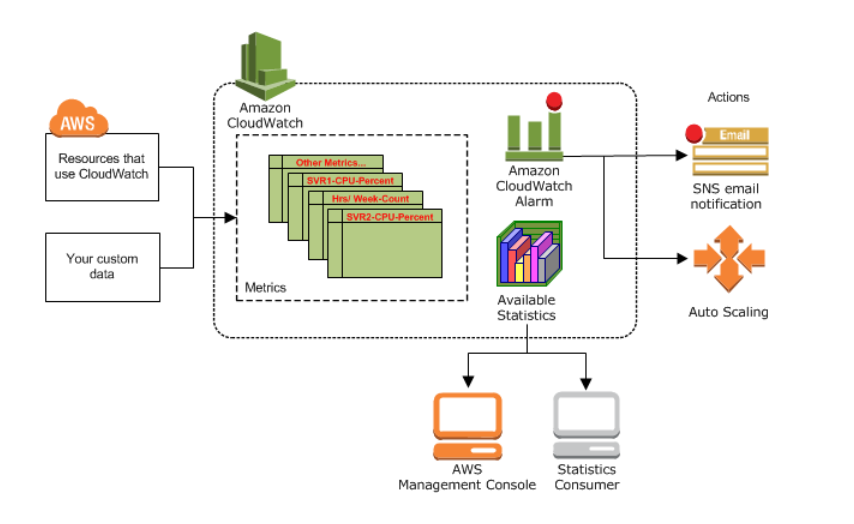 Amazon
CloudWatch
AWS
Resources that
use CloudWatch
Your custom
data
Other Metrics...
SVR1-CPU-Percent
Hrs/ Week-Count
SVR2-CPU-Percent
Metrics
Amazon
CloudWatch
Alarm
Available
Statistics
Actions
Email
SNS email
notification
Auto Scaling
AWS
Management Console
Statistics
Consumer